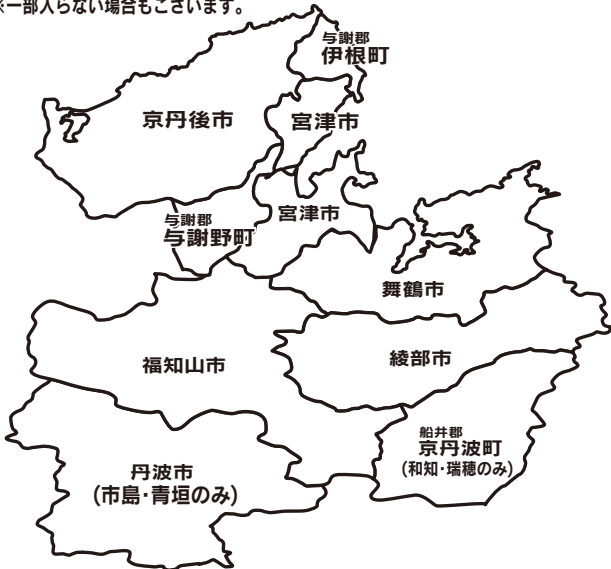 ※一部入らない場合もございます。
与謝郡
伊根町
京丹後市
宮津市
与謝郡
与謝野町
宮津市
舞鶴市
福知山市
綾部市
船井郡
京丹波町
(和知・瑞穂のみ)
丹波市
(市島・青垣のみ)